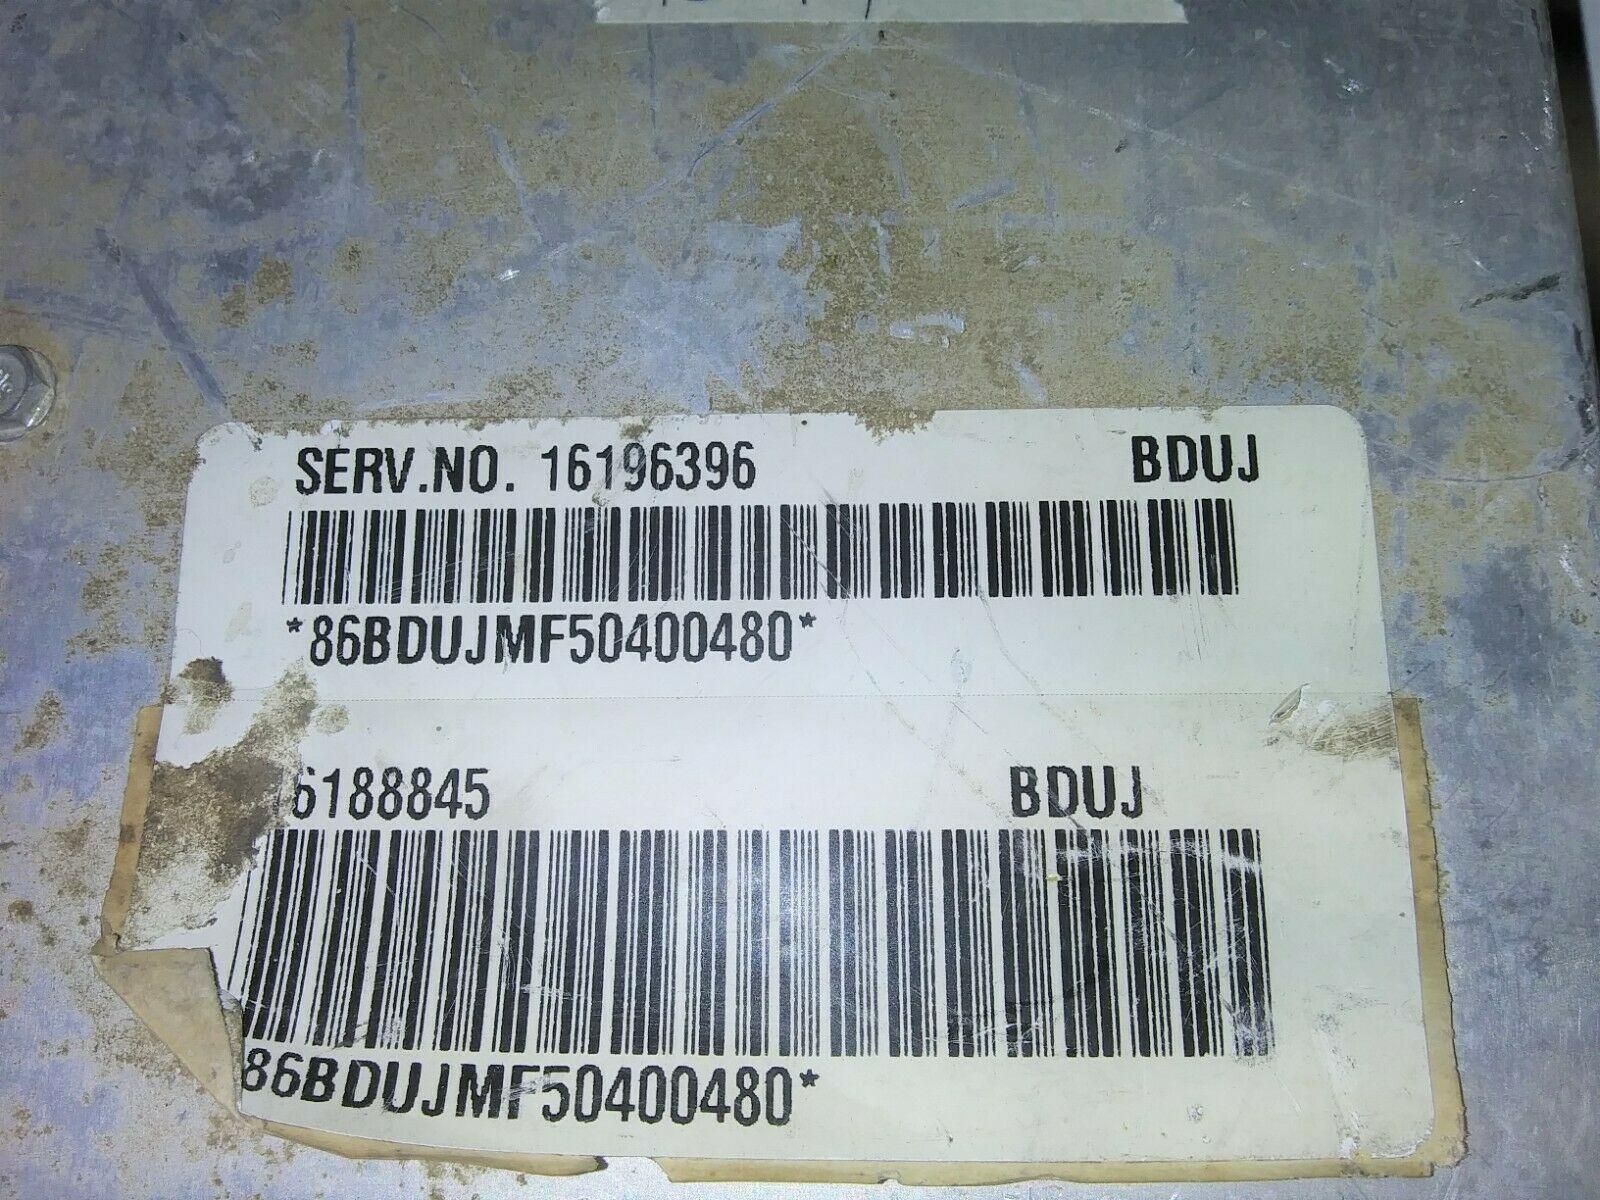 SERV.NO. 16196396 BDUJ
*86BDUJMF50400480*
6188845 BDUJ
86BDUJMF50400480*